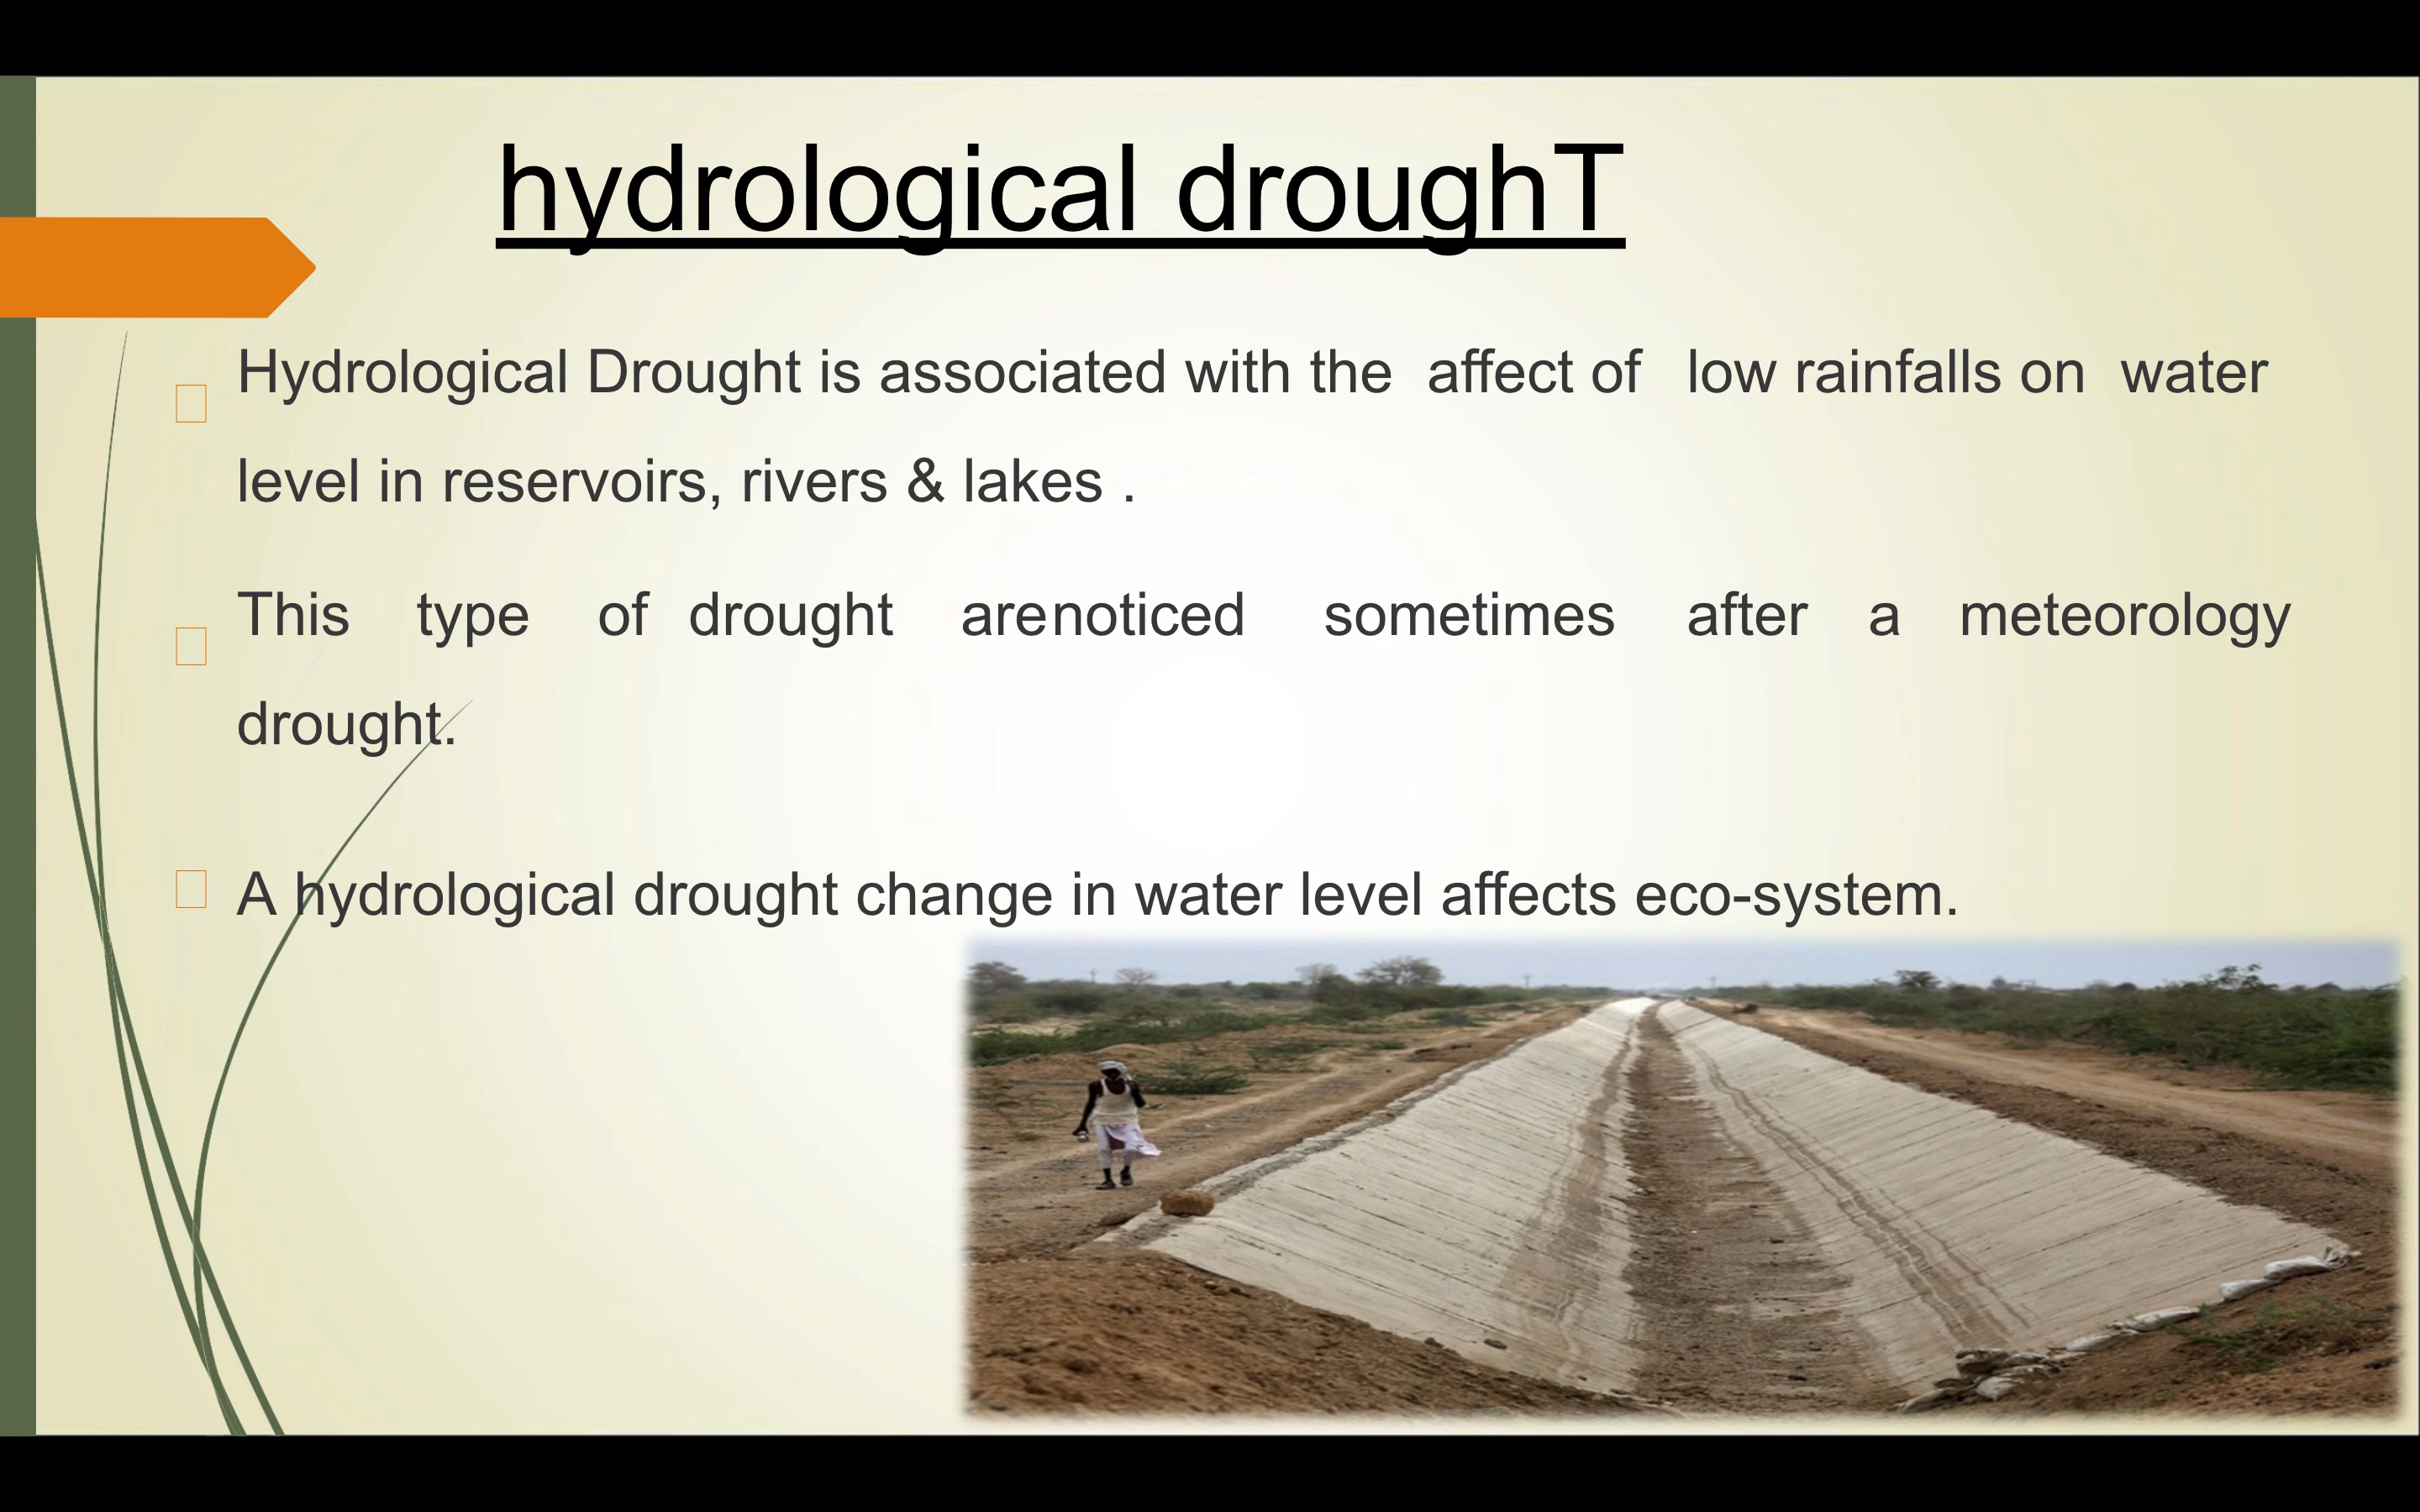 hydrological droughT
Hydrological Drought is associated with the affect of low rainfalls on water
level in reservoirs, rivers & lakes .
This type of drought arenoticed sometimes after a meteorology
drought.
A hydrological drought change in water level affects eco-system.